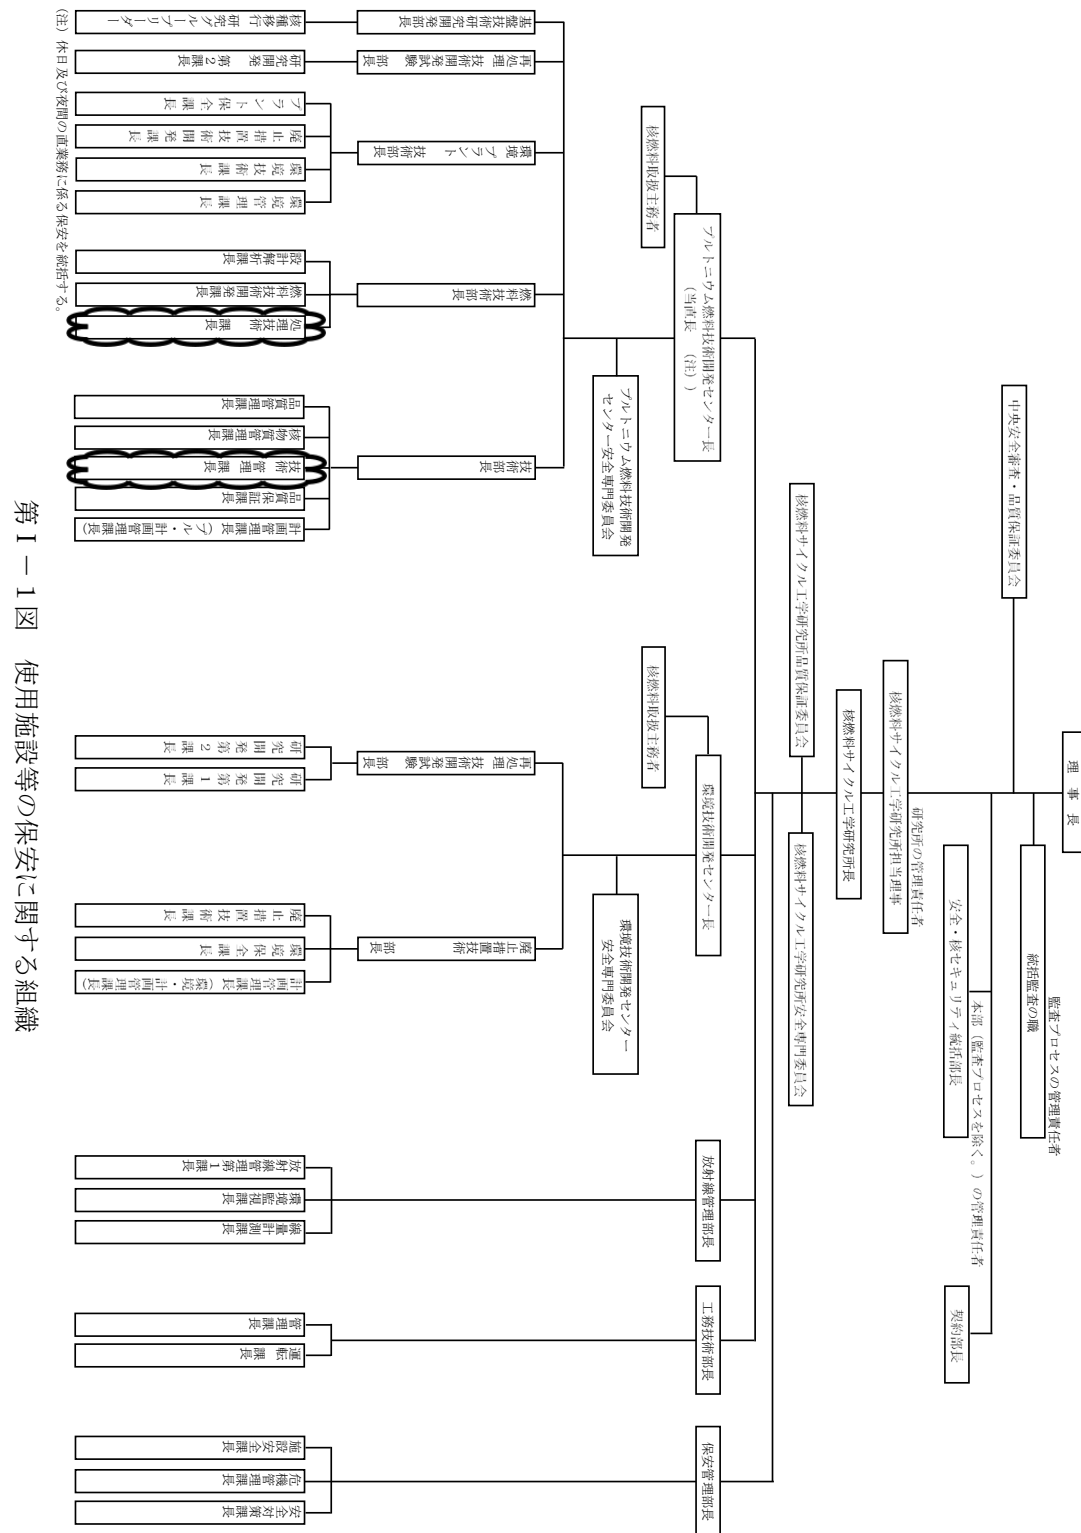 理事長
監査プロセスの管理責任者
統括監査の職
中央安全審査・品質保証委員会
本部（監査プロセスを除く。）の管理責任者
安全・核セキュリティ統括部長
契約部長
研究所の管理責任者
核燃料サイクル工学研究所担当理事
核燃料サイクル工学研究所長
核燃料サイクル工学研究所品質保証委員会
核燃料サイクル工学研究所安全専門委員会
プルトニウム燃料技術開発センター長
（当直長　（注））
核燃料取扱主務者
プルトニウム燃料技術開発
センター安全専門委員会
環境技術開発センター長
核燃料取扱主務者
環境技術開発センター
安全専門委員会
放射線管理部長
工務技術部長
保安管理部長
基盤技術研究開発部長
再処理技術開発試験部長
環境プラント技術部長
燃料技術部長
技術部長
再処理技術開発試験部長
廃止措置技術部長
核種移行研究グループリーダー
研究開発第２課長
プラント保全課長
廃止措置技術開発課長
環境技術課長
環境管理課長
設計解析課長
燃料技術開発課長
処理技術課長
品質管理課長
核物質管理課長
技術管理課長
品質保証課長
計画管理課長（プル・計画管理課長）
研究開発第２課長
研究開発第１課長
廃止措置技術課長
環境保全課長
計画管理課長（環境・計画管理課長）
放射線管理第１課長
環境監視課長
線量計測課長
管理課長
運転課長
施設安全課長
危機管理課長
安全対策課長
（注）休日及び夜間の直業務に係る保安を統括する。
第Ⅰ－１図　使用施設等の保安に関する組織